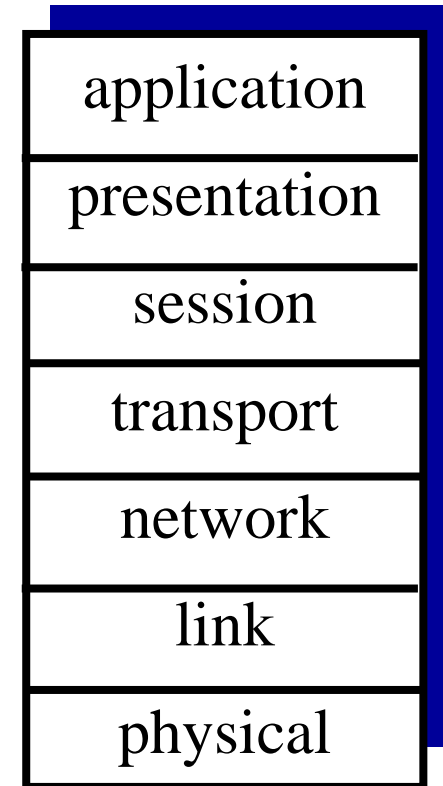 application
presentation
session
transport
network
link
physical